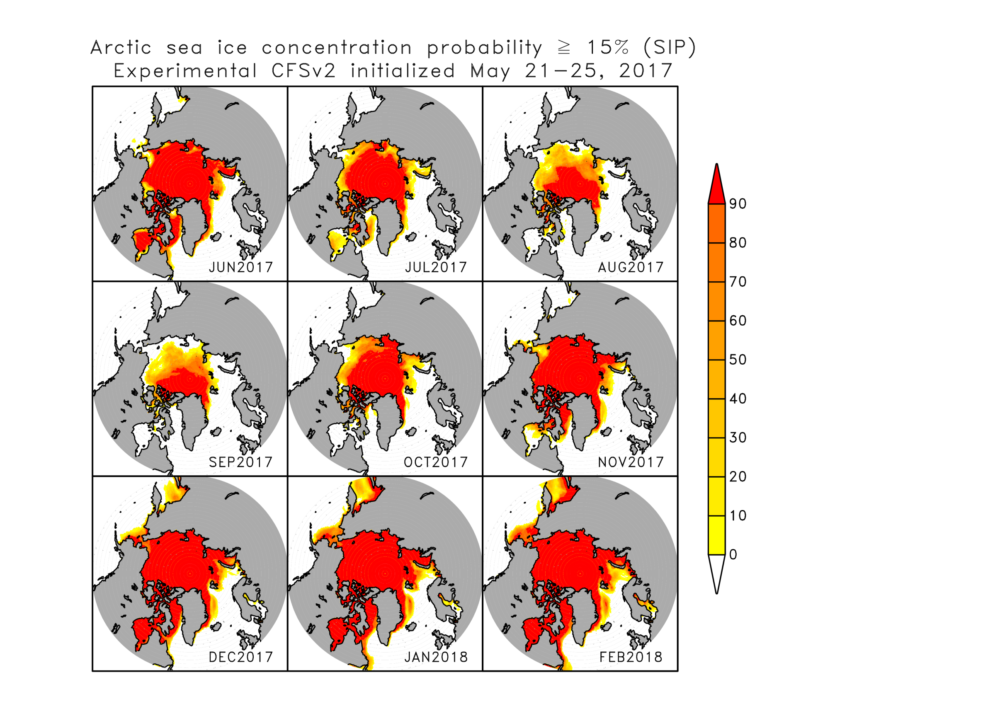 Arctic sea ice concentration probability ≧ 15% (SIP)
Experimental CFSv2 initialized May 21-25, 2017
JUN2017
JUL2017
AUG2017
SEP2017
OCT2017
NOV2017
DEC2017
JAN2018
FEB2018
90
80
70
60
50
40
30
20
10
0